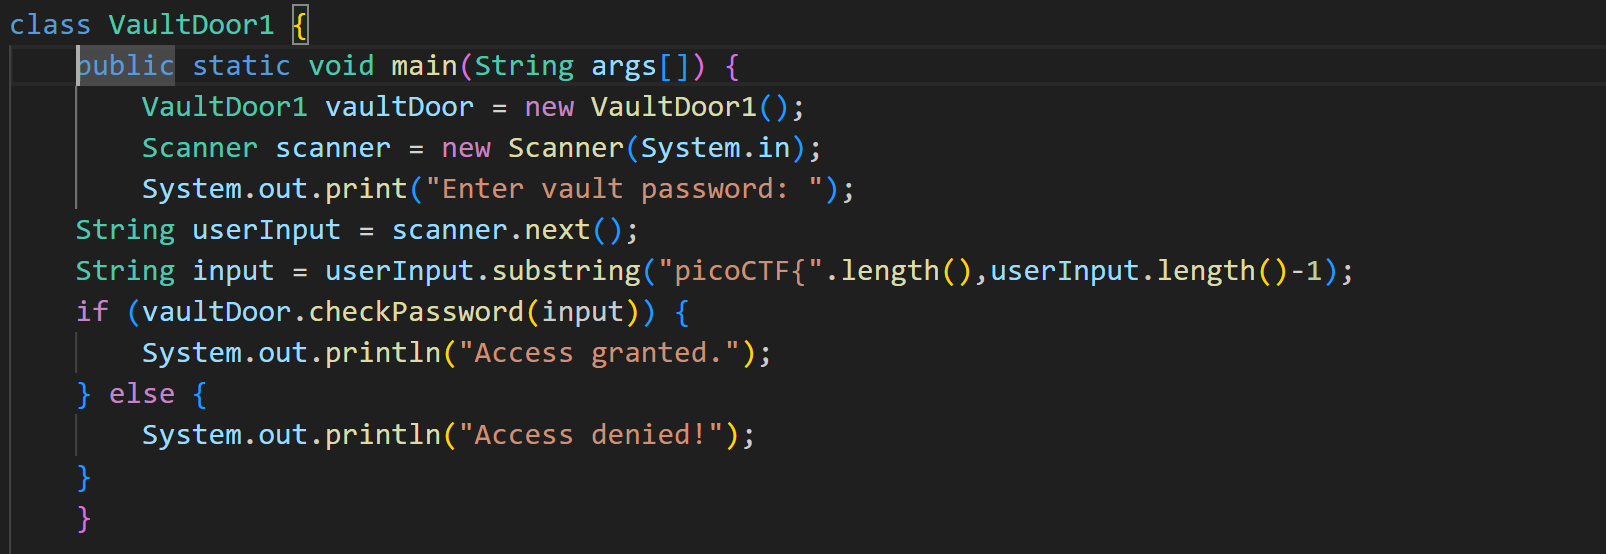 class VaultDoor1 {
    public static void main(String args[]) {
        VaultDoor1 vaultDoor = new VaultDoor1();
        Scanner scanner = new Scanner(System.in);
        System.out.print("Enter vault password: ");
    String userInput = scanner.next();
    String input = userInput.substring("picoCTF{".length(),userInput.length()-1);
    if (vaultDoor.checkPassword(input)) {
        System.out.println("Access granted.");
    } else {
        System.out.println("Access denied!");
    }
    }